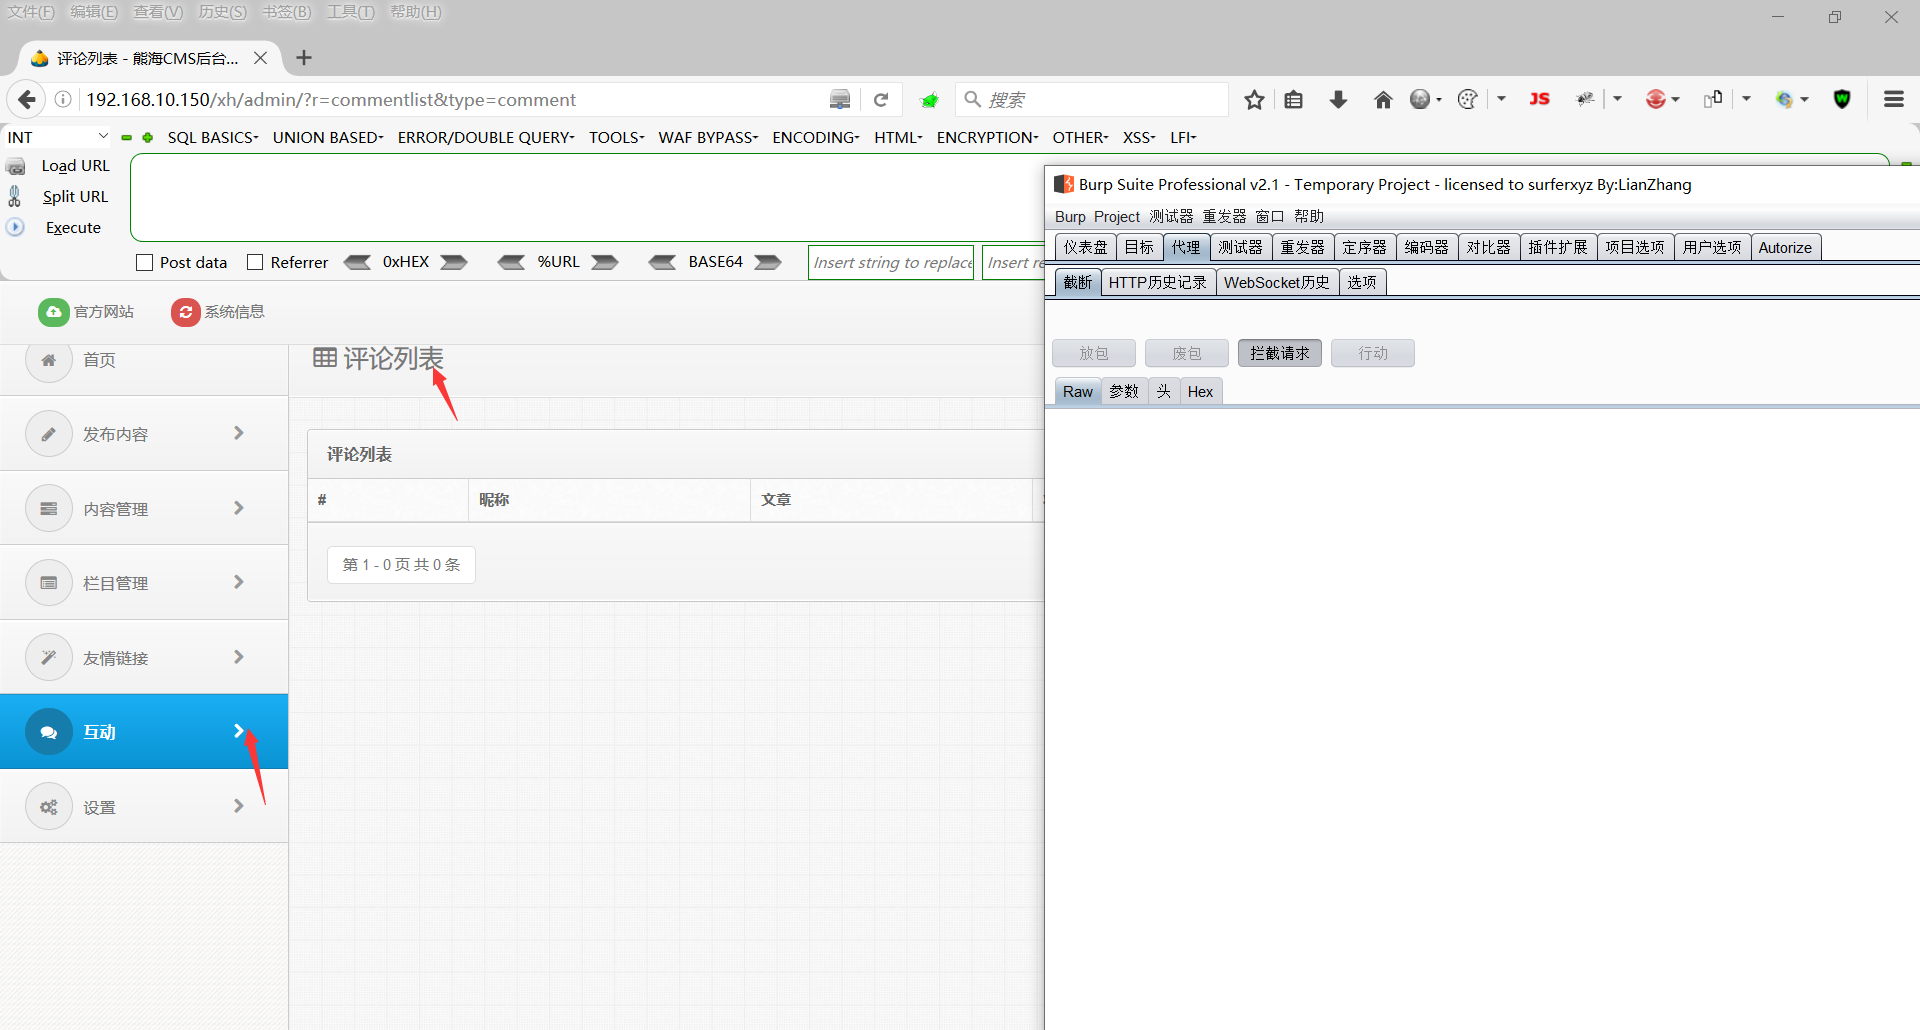 文件(F) 编辑(E) 查看(V) 历史(S) 书签(B) 工具(T) 帮助(H)
评论列表 - 熊海CMS后台...
192.168.10.150/xh/admin/?r=commentlist&type=comment
搜索
JS
W
INT
SQL BASICS UNION BASED ERROR/DOUBLE QUERY TOOLS WAF BYPASS ENCODING HTML ENCRYPTION OTHER XSS LFI
Load URL
Split URL
Execute
Post data Referrer 0xHEX %URL BASE64 Insert string to replace Insert re
官方网站 系统信息
首页
发布内容
内容管理
栏目管理
友情链接
互动
设置
评论列表
评论列表
# 昵称 文章
第 1 - 0 页 共 0 条
Burp Suite Professional v2.1 - Temporary Project - licensed to surferxyz By:LianZhang
Burp Project 测试器 重发器 窗口 帮助
仪表盘 目标 代理 测试器 重发器 定序器 编码器 对比器 插件扩展 项目选项 用户选项 Autorize
截断 HTTP历史记录 WebSocket历史 选项
放包 废包 拦截请求 行动
Raw 参数 头 Hex